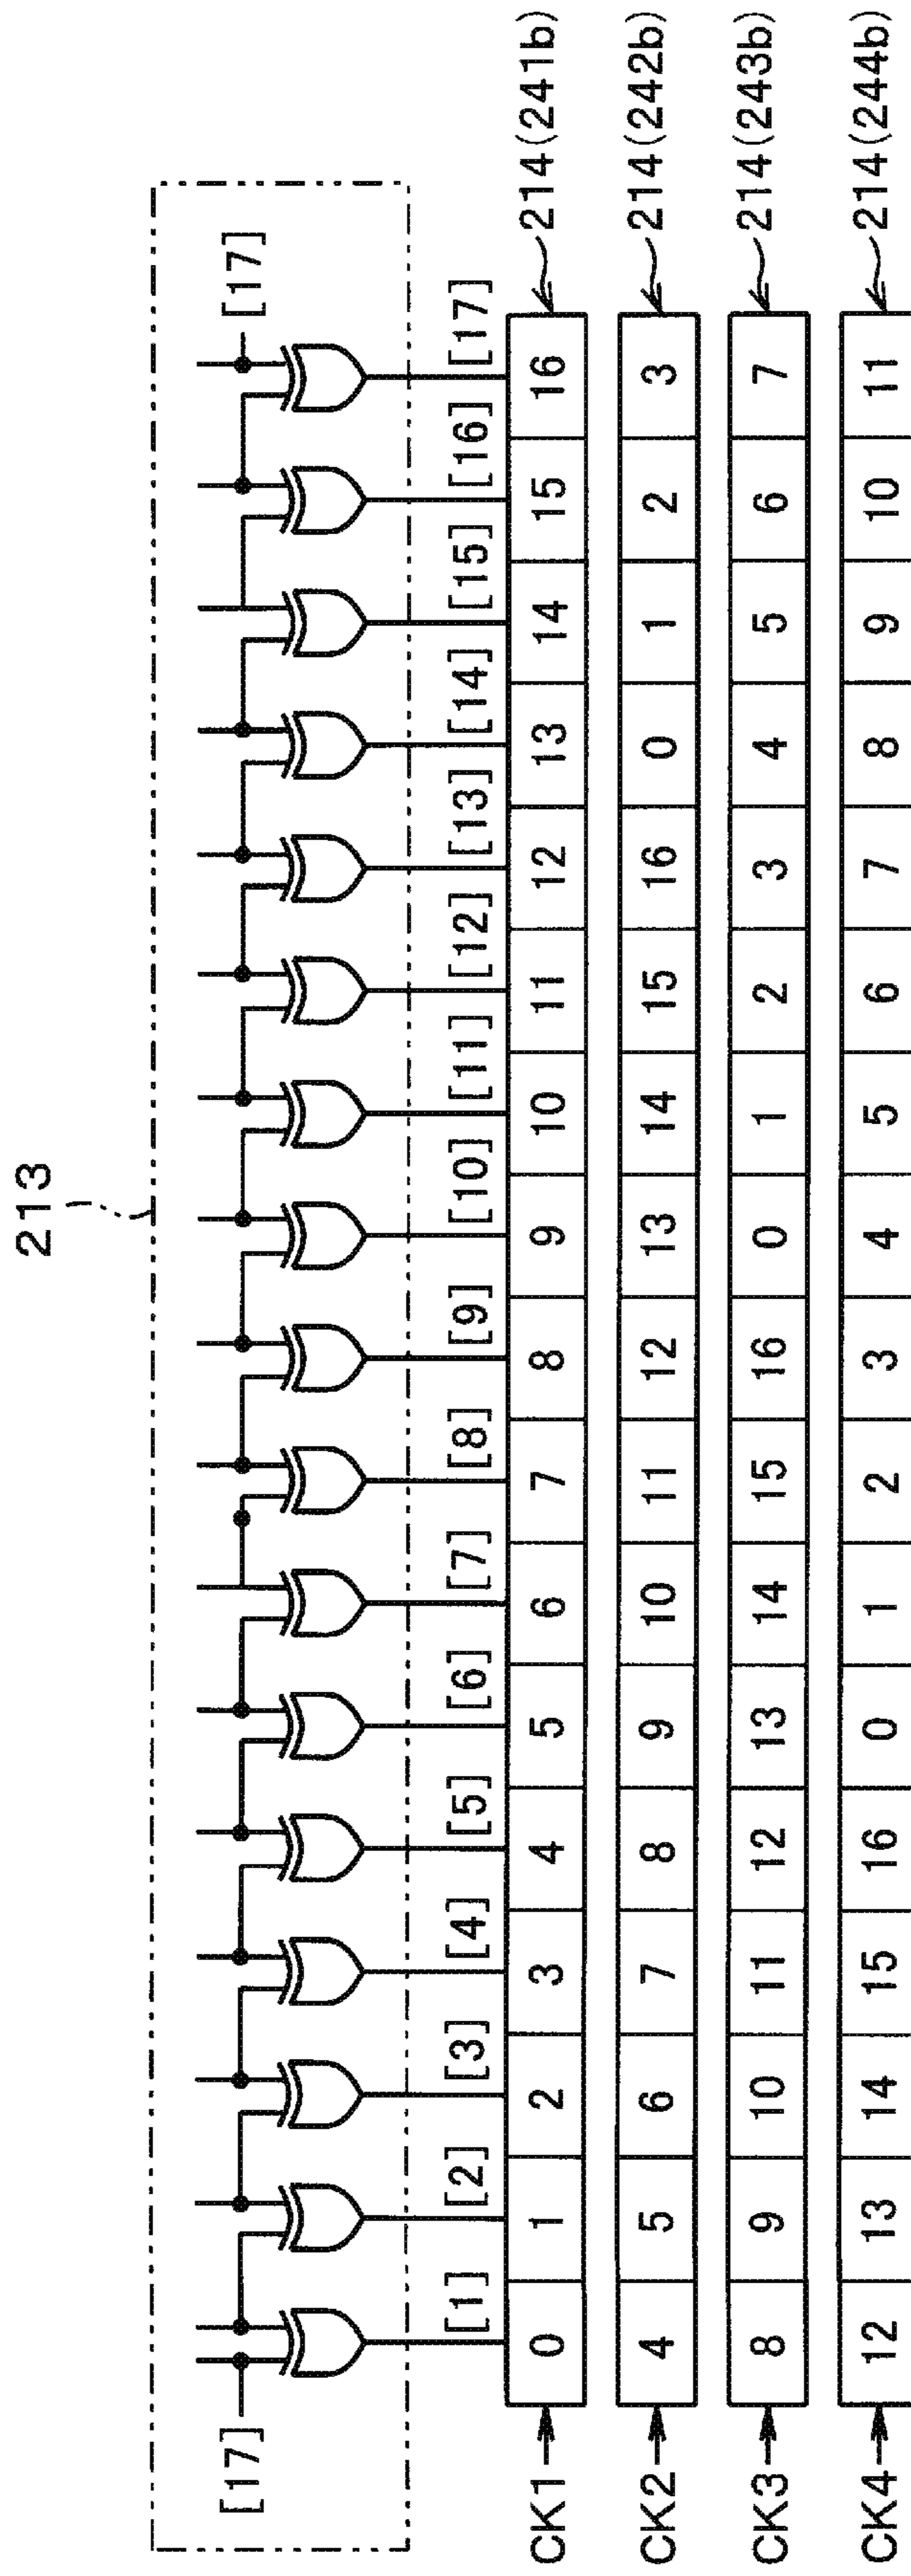 213
[17] [17]
[1] [2] [3] [4] [5] [6] [7] [8] [9] [10] [11] [12] [13] [14] [15] [16] [17]
CK1 0 1 2 3 4 5 6 7 8 9 10 11 12 13 14 15 16 214(241b)
CK2 4 5 6 7 8 9 10 11 12 13 14 15 16 0 1 2 3 214(242b)
CK3 8 9 10 11 12 13 14 15 16 0 1 2 3 4 5 6 7 214(243b)
CK4 12 13 14 15 16 0 1 2 3 4 5 6 7 8 9 10 11 214(244b)